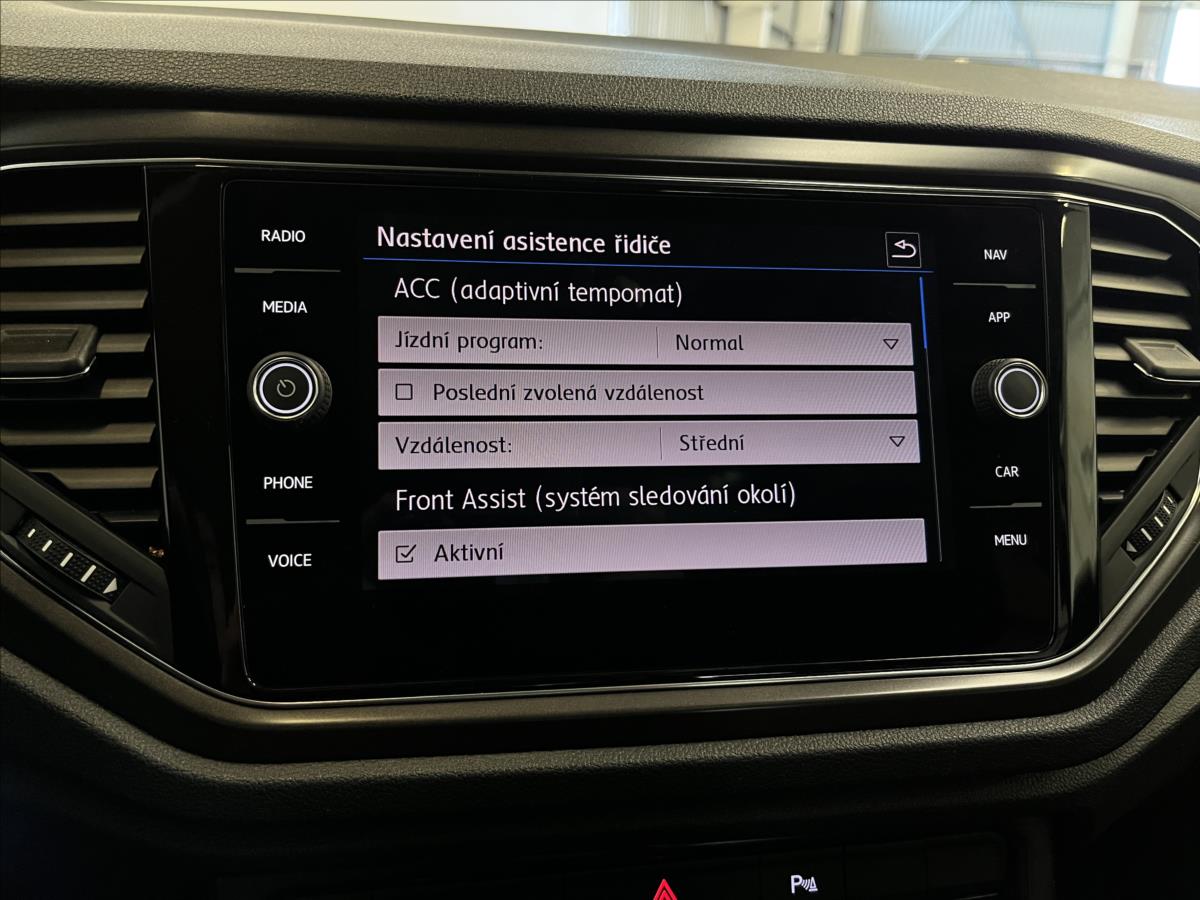 RADIO
MEDIA
PHONE
VOICE
Nastavení asistence řidiče
ACC (adaptivní tempomat)
Jízdní program: Normal
Poslední zvolená vzdálenost
Vzdálenost: Střední
Front Assist (systém sledování okolí)
Aktivní
NAV
APP
CAR
MENU
P